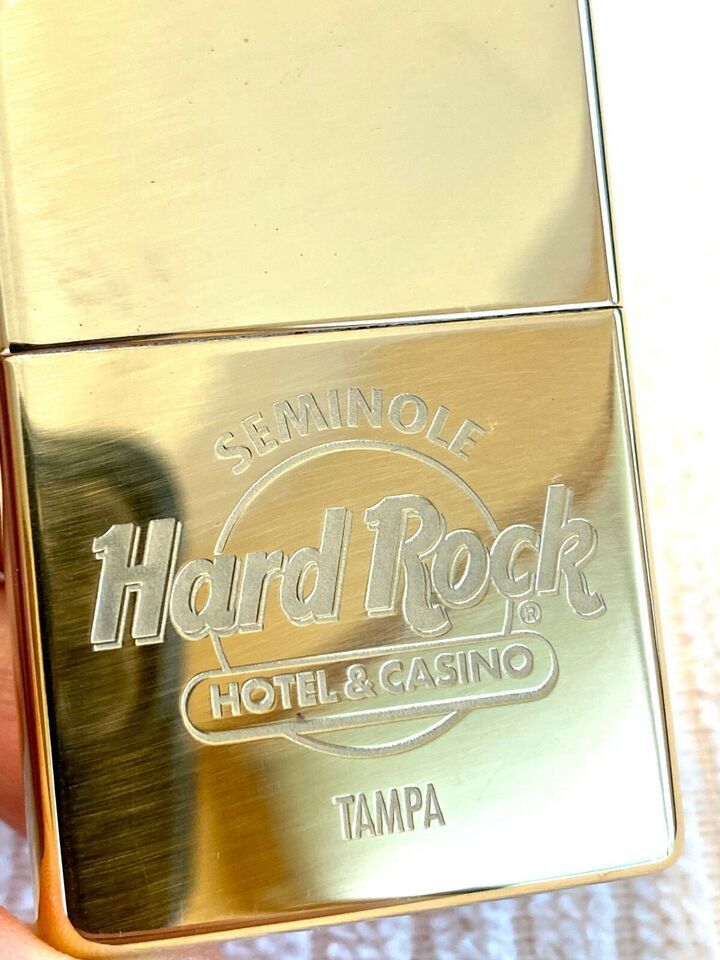 SEMINOLE
Hard Rock
®
HOTEL & CASINO
TAMPA